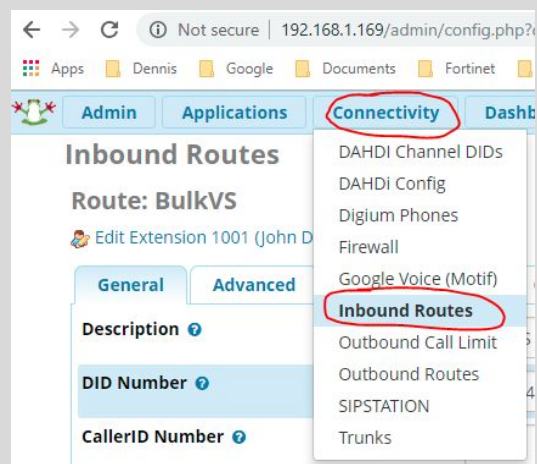 Not secure | 192.168.1.169/admin/config.php?
Apps Dennis Google Documents Fortinet
Admin Applications Connectivity Dashb
Inbound Routes
Route: BulkVS
Edit Extension 1001 (John D
General Advanced
Description
DID Number
CallerID Number
DAHDI Channel DIDs
DAHDi Config
Digium Phones
Firewall
Google Voice (Motif)
Inbound Routes
Outbound Call Limit
Outbound Routes
SIPSTATION
Trunks